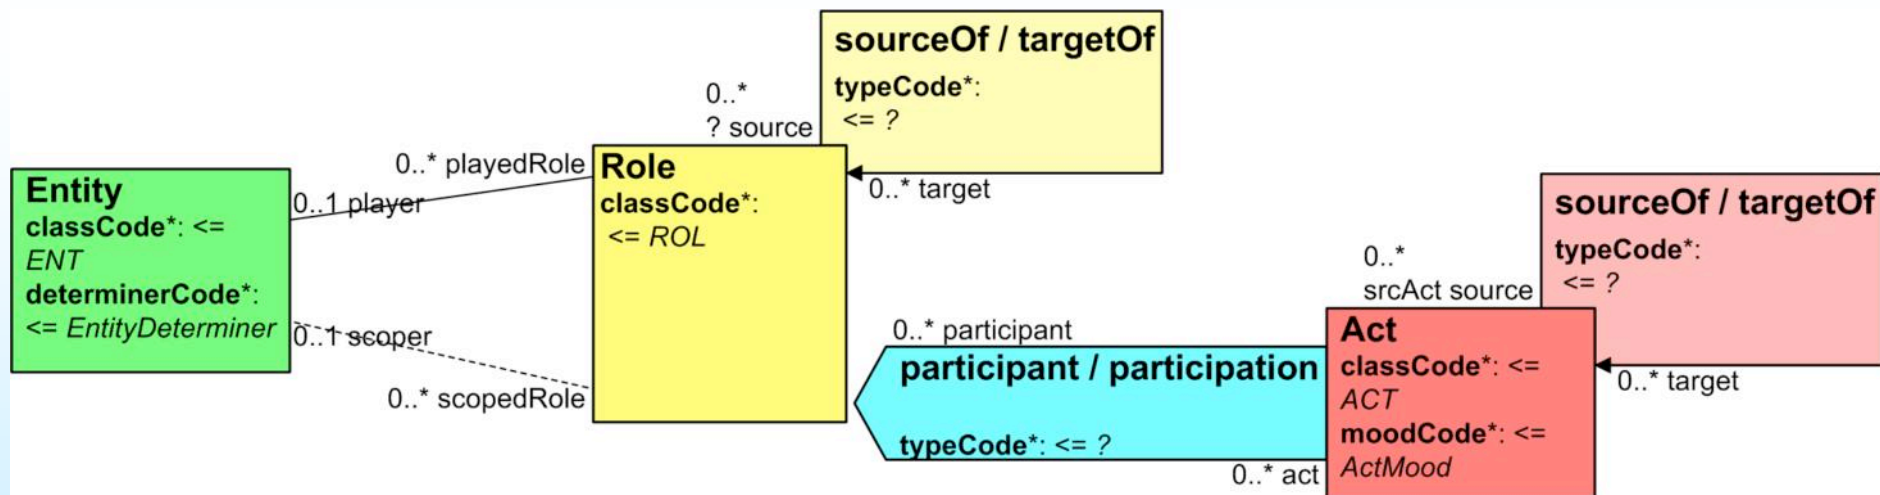 sourceOf / targetOf
typeCode*:
<= ?
0..*
? source
0..* target
0..* playedRole
0..1 player
Role
classCode*:
<= ROL
Entity
classCode*: <=
ENT
determinerCode*:
<= EntityDeterminer
0..1 scoper
0..* scopedRole
sourceOf / targetOf
typeCode*:
<= ?
0..*
srcAct source
0..* target
0..* participant
participant / participation
typeCode*: <= ?
0..* act
Act
classCode*: <=
ACT
moodCode*: <=
ActMood